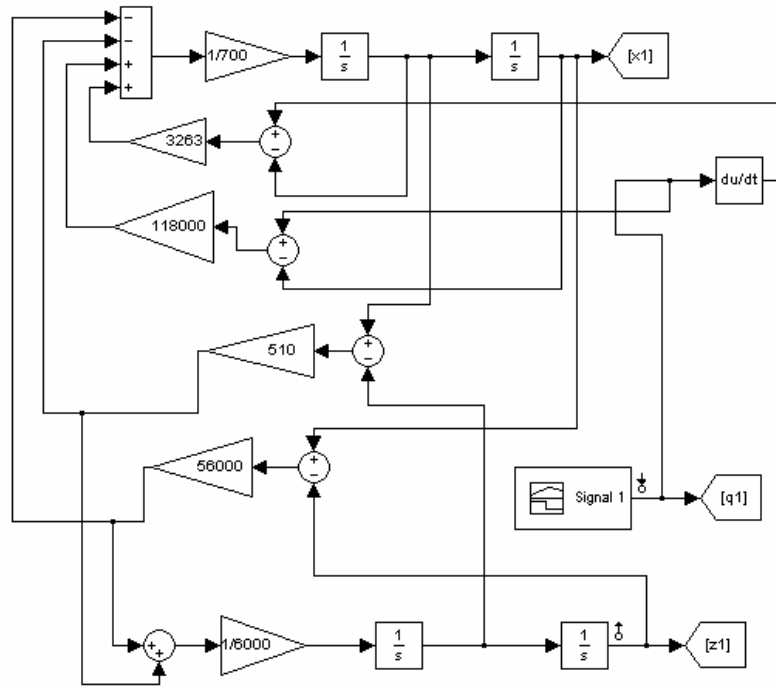 −
−
+
+
1/700
1
s
1
s
[x1]
3263
+
−
du/dt
118000
+
−
510
+
−
56000
+
−
Signal 1
[q1]
+
+
1/6000
1
s
1
s
[z1]